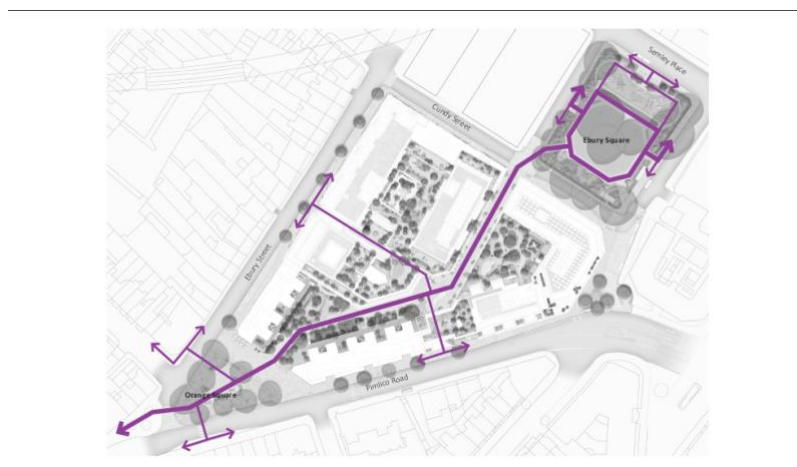 Semley Place
Cundy Street
Ebury Square
Ebury Street
Pimlico Road
Orange Square